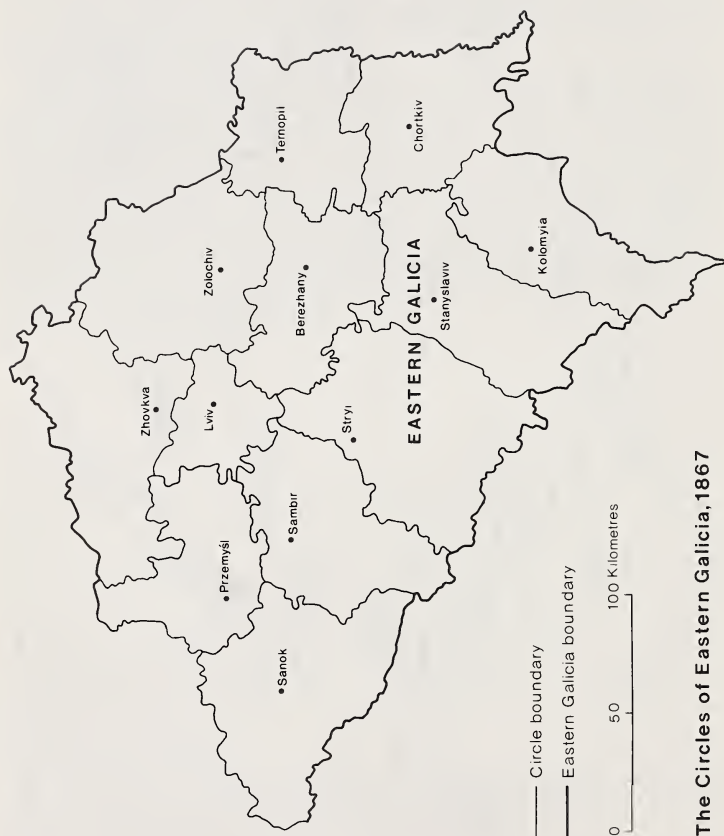 Ternopil
Chortkiv
Zolochiv
Kolomyia
Berezhany
EASTERN GALICIA
Stanyslaviv
Zhovkva
Lviv
Stryi
Sambir
Przemyśl
Sanok
Circle boundary
Eastern Galicia boundary
0 50 100 Kilometres
The Circles of Eastern Galicia, 1867